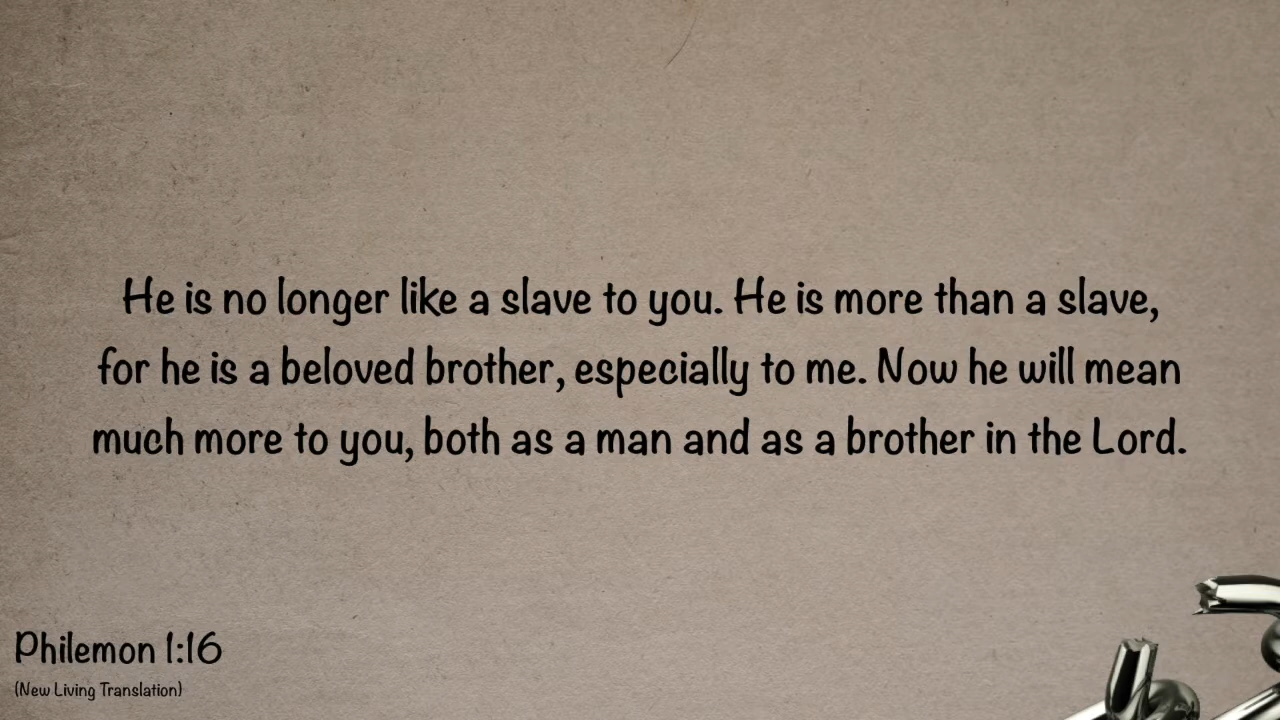 He is no longer like a slave to you. He is more than a slave,
for he is a beloved brother, especially to me. Now he will mean
much more to you, both as a man and as a brother in the Lord.
Philemon 1:16
(New Living Translation)